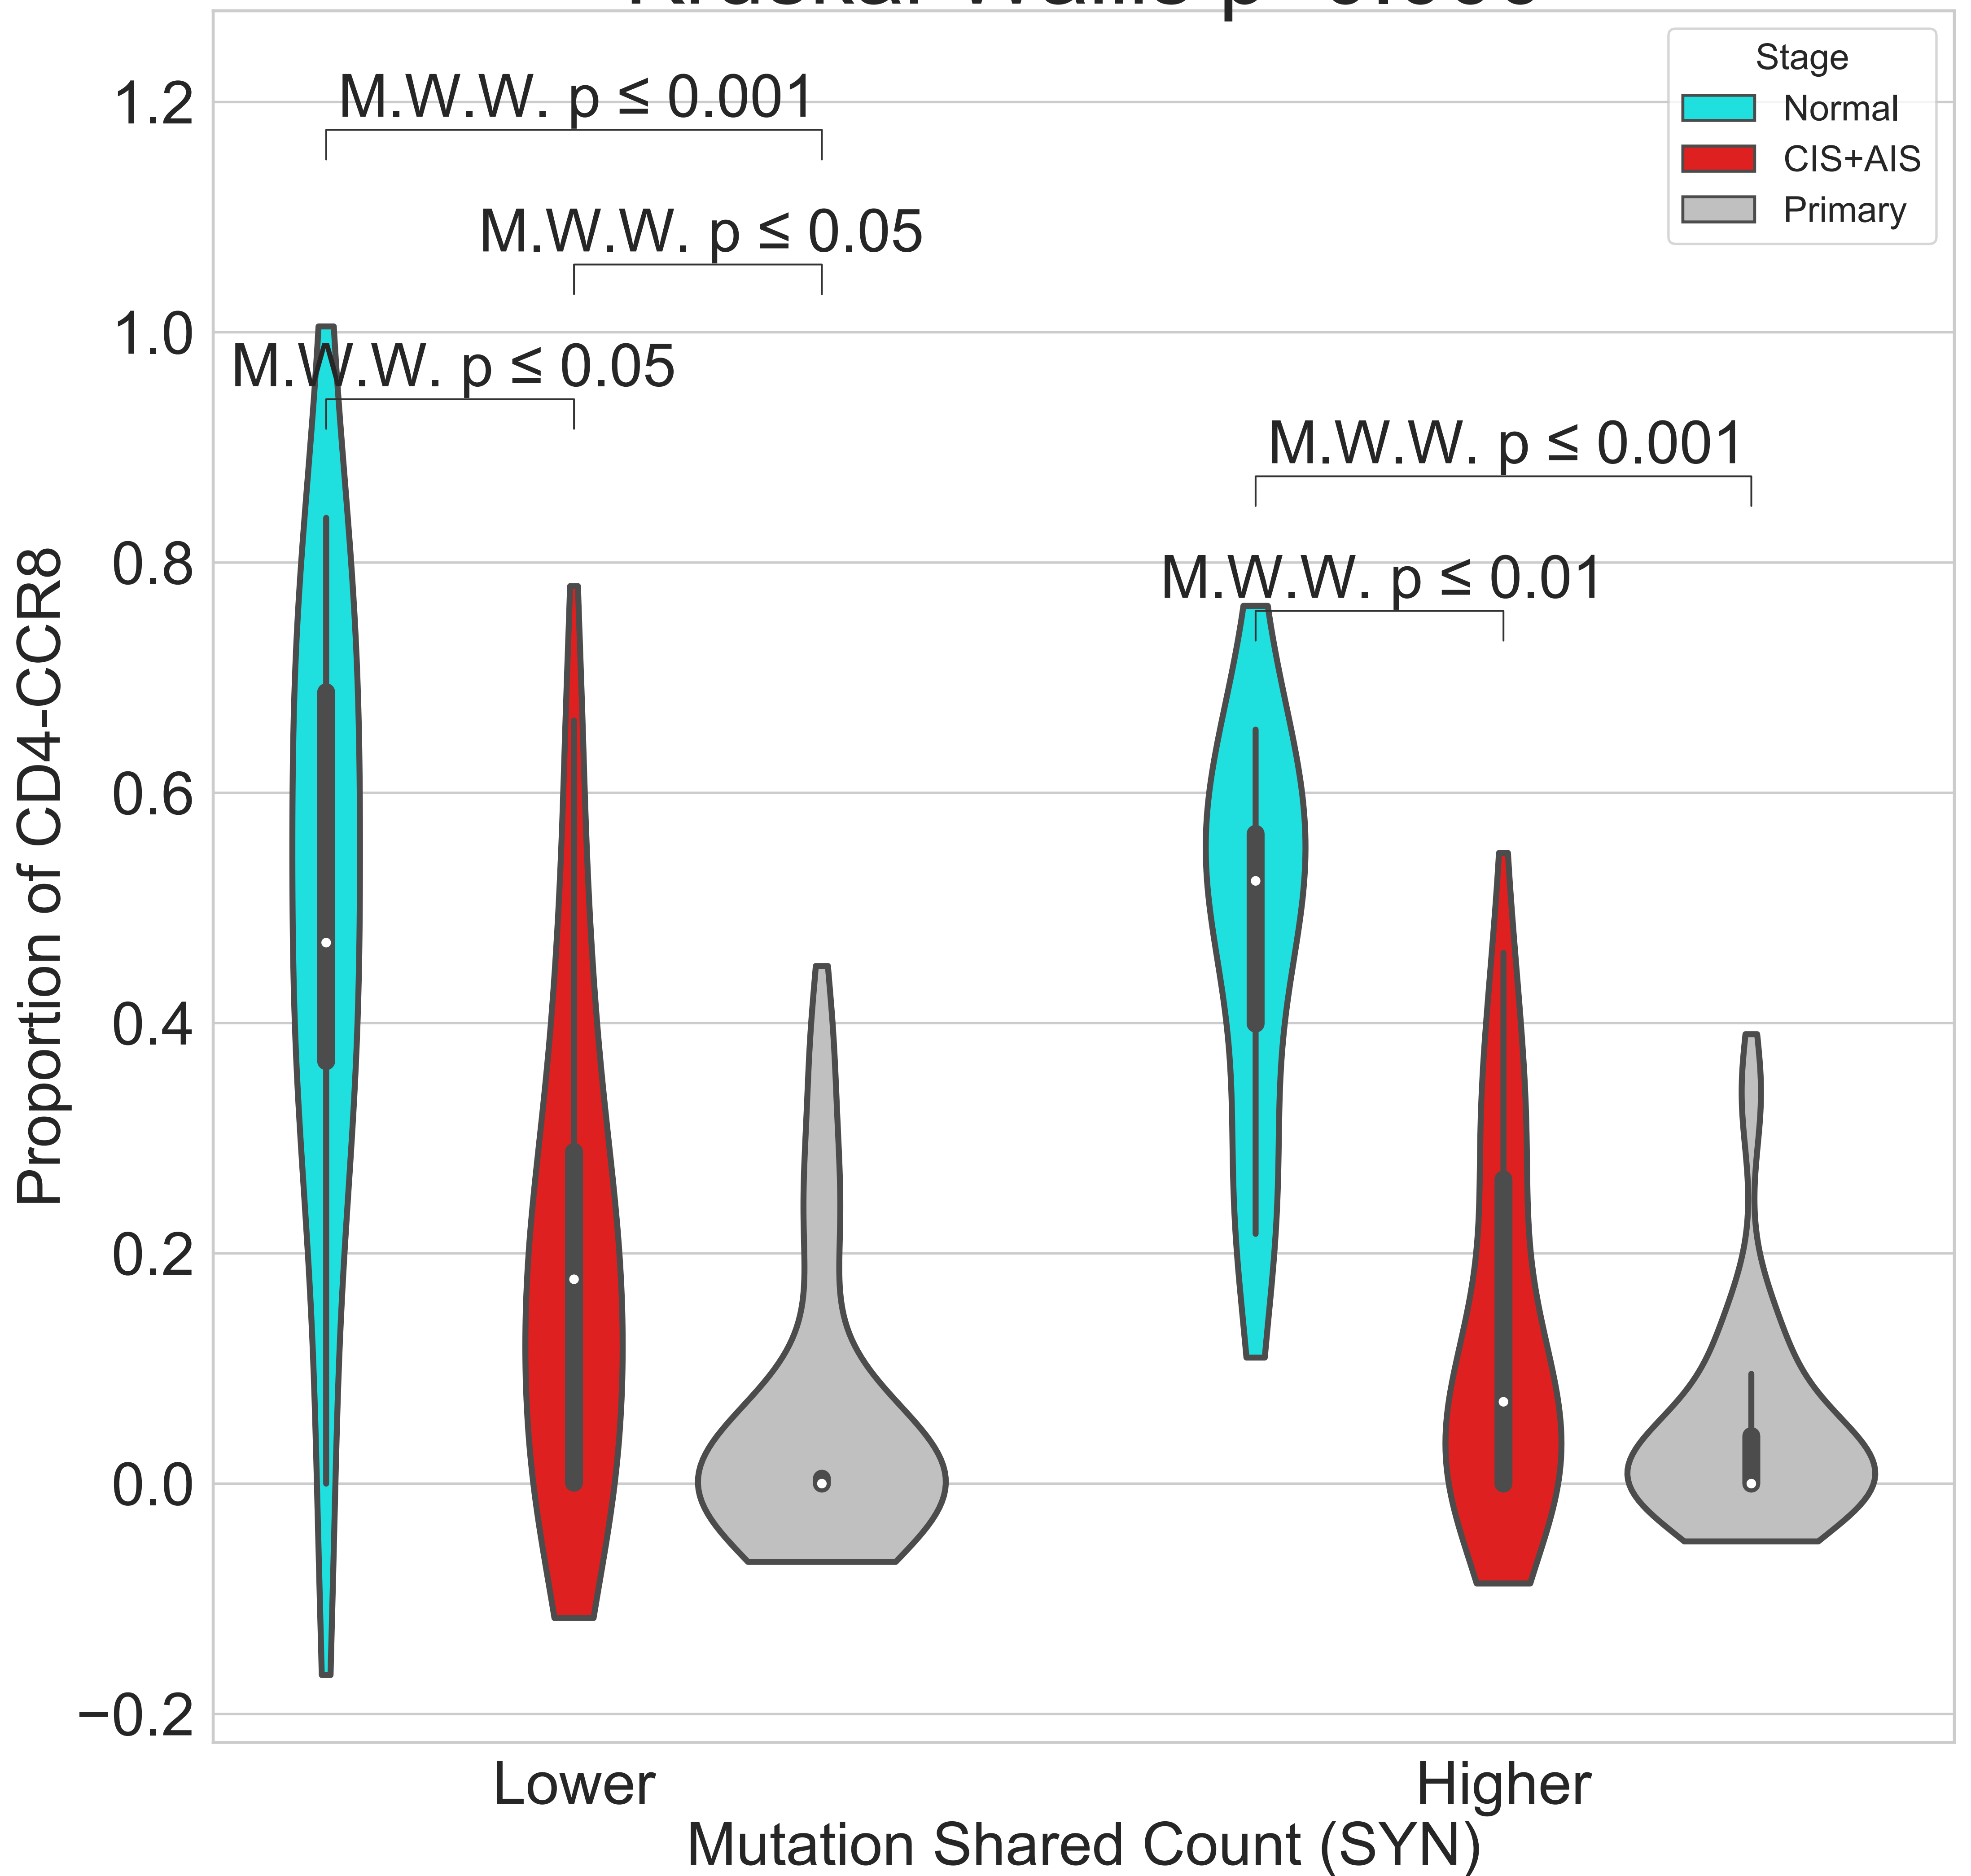 Stage
Normal
CIS+AIS
Primary
M.W.W. p ≤ 0.001
M.W.W. p ≤ 0.05
M.W.W. p ≤ 0.05
M.W.W. p ≤ 0.001
M.W.W. p ≤ 0.01
1.2
1.0
0.8
0.6
0.4
0.2
0.0
−0.2
Proportion of CD4-CCR8
Lower
Higher
Mutation Shared Count (SYN)